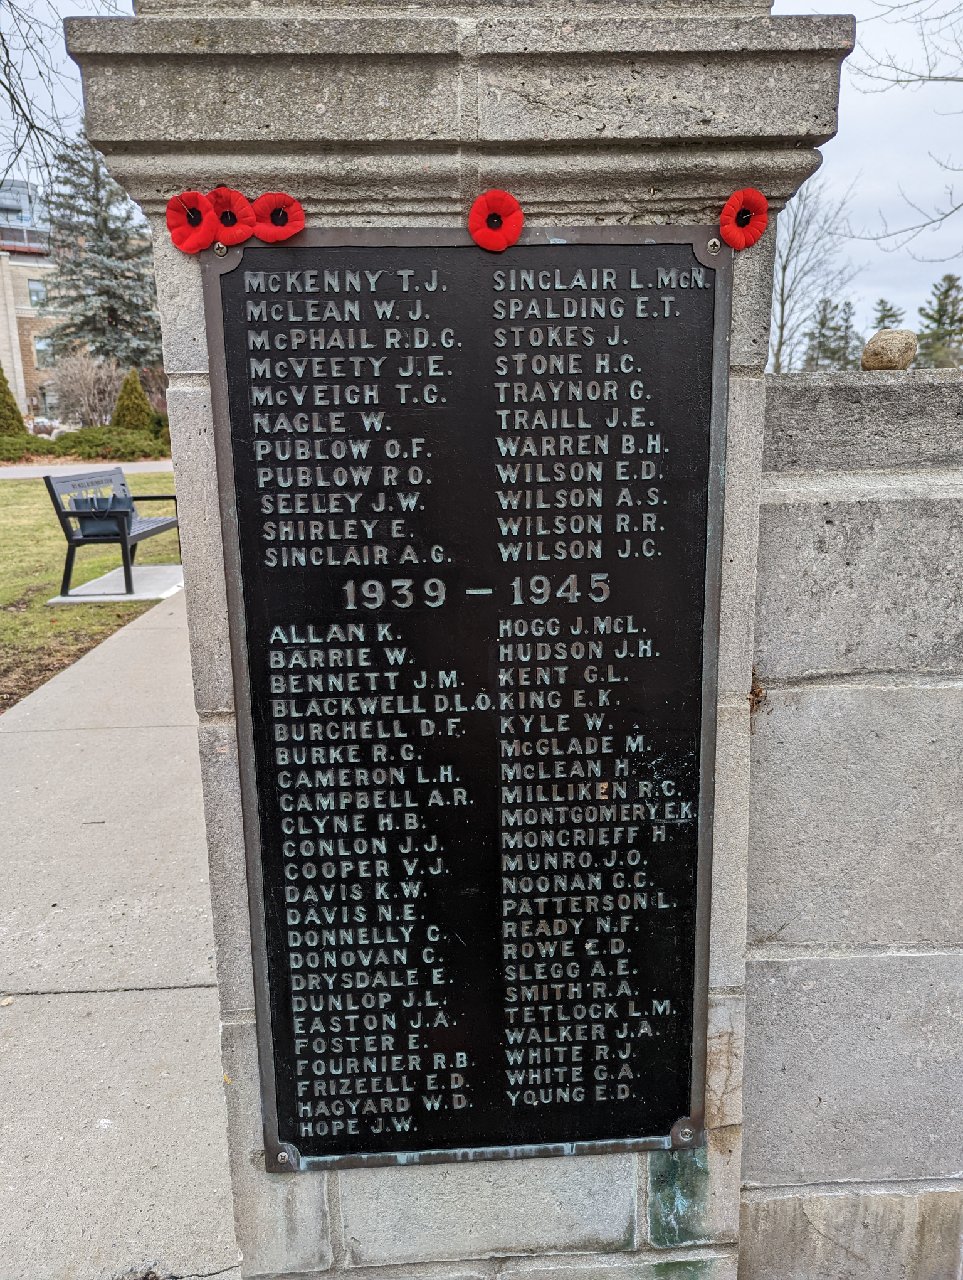 McKENNY T.J.
McLEAN W.J.
McPHAIL R.D.G.
McVEETY J.E.
McVEIGH T.G.
NAGLE W.
PUBLOW O.F.
PUBLOW R.O.
SEELEY J.W.
SHIRLEY E.
SINCLAIR A.G.
SINCLAIR L.McN.
SPALDING E.T.
STOKES J.
STONE H.C.
TRAYNOR G.
TRAILL J.E.
WARREN B.H.
WILSON E.D.
WILSON A.S.
WILSON R.R.
WILSON J.C.
1939 – 1945
ALLAN K.
BARRIE W.
BENNETT J.M.
BLACKWELL D.L.O.
BURCHELL D.F.
BURKE R.G.
CAMERON L.H.
CAMPBELL A.R.
CLYNE H.B.
CONLON J.J.
COOPER V.J.
DAVIS K.W.
DAVIS N.E.
DONNELLY C.
DONOVAN C.
DRYSDALE E.
DUNLOP J.L.
EASTON J.A.
FOSTER E.
FOURNIER R.B.
FRIZEELL E.D.
HAGYARD W.D.
HOPE J.W.
HOGG J.McL.
HUDSON J.H.
KENT G.L.
KING E.K.
KYLE W.
McGLADE M.
McLEAN H.
MILLIKEN R.C.
MONTGOMERY E.K.
MONCRIEFF H.
MUNRO J.O.
NOONAN G.C.
PATTERSON L.
READY N.F.
ROWE E.D.
SLEGG A.E.
SMITH R.A.
TETLOCK L.M.
WALKER J.A.
WHITE R.J.
WHITE G.A.
YOUNG E.D.